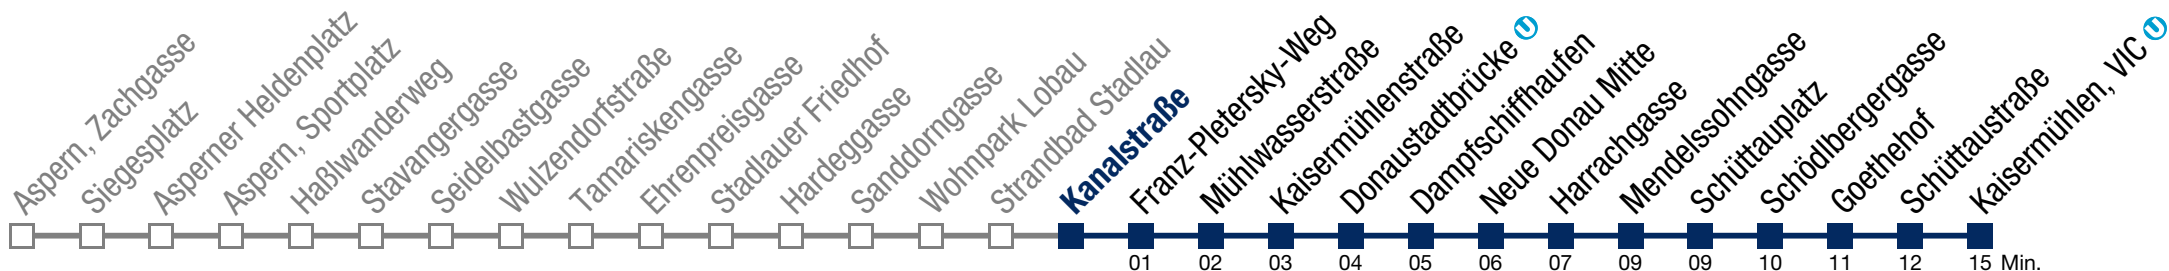 Aspern, Zachgasse
Siegesplatz
Asperner Heldenplatz
Aspern, Sportplatz
Haßlwanderweg
Stavangergasse
Seidelbastgasse
Wulzendorfstraße
Tamariskengasse
Ehrenpreisgasse
Stadlauer Friedhof
Hardeggasse
Sanddorngasse
Wohnpark Lobau
Strandbad Stadlau
Kanalstraße
Franz-Pletersky-Weg
Mühlwasserstraße
Kaisermühlenstraße
Donaustadtbrücke U
Dampfschiffhaufen
Neue Donau Mitte
Harrachgasse
Mendelssohngasse
Schüttauplatz
Schödlbergergasse
Goethehof
Schüttaustraße
Kaisermühlen, VIC U
01 02 03 04 05 06 07 09 09 10 11 12 15 Min.